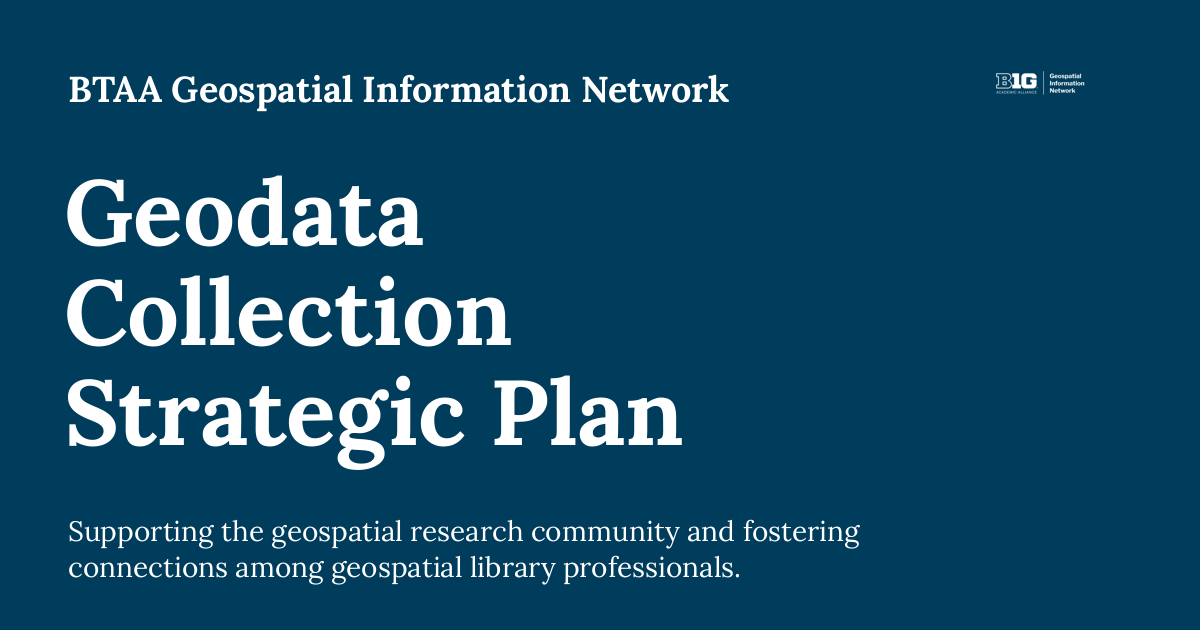 BTAA Geospatial Information Network
B1G
ACADEMIC ALLIANCE
Geospatial
Information
Network
Geodata
Collection
Strategic Plan
Supporting the geospatial research community and fostering
connections among geospatial library professionals.